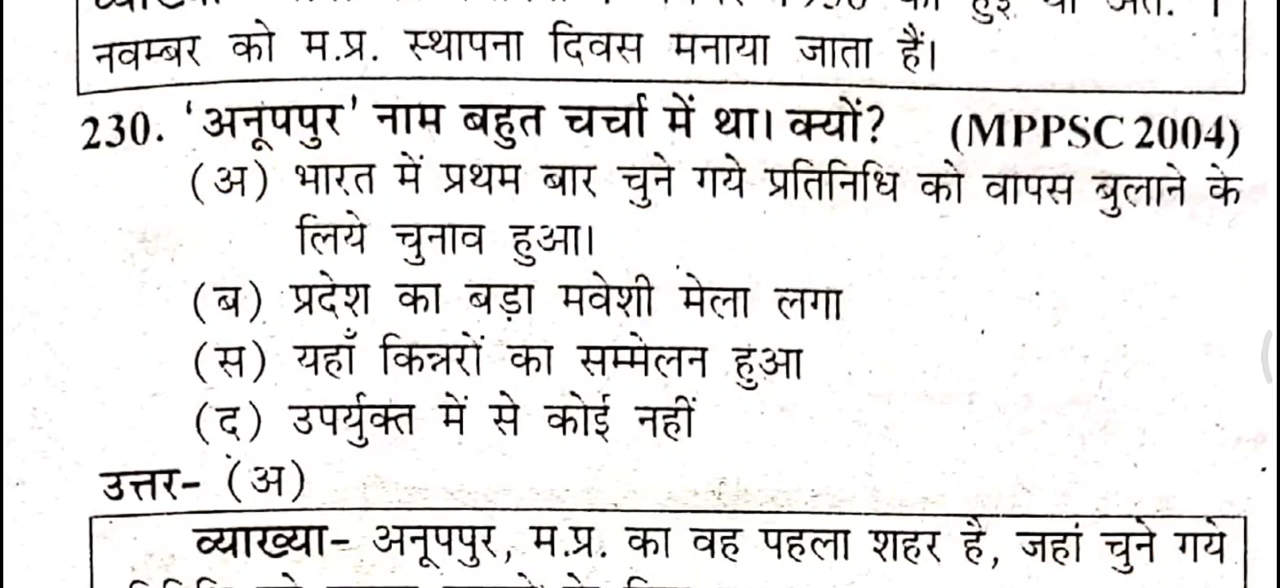 नवम्बर को म.प्र. स्थापना दिवस मनाया जाता हैं।
230. 'अनूपपुर' नाम बहुत चर्चा में था। क्यों? (MPPSC 2004)
(अ) भारत में प्रथम बार चुने गये प्रतिनिधि को वापस बुलाने के
लिये चुनाव हुआ।
(ब) प्रदेश का बड़ा मवेशी मेला लगा
(स) यहाँ किन्नरों का सम्मेलन हुआ
(द) उपर्युक्त में से कोई नहीं
उत्तर- (अ)
व्याख्या- अनूपपुर, म.प्र. का वह पहला शहर है, जहां चुने गये